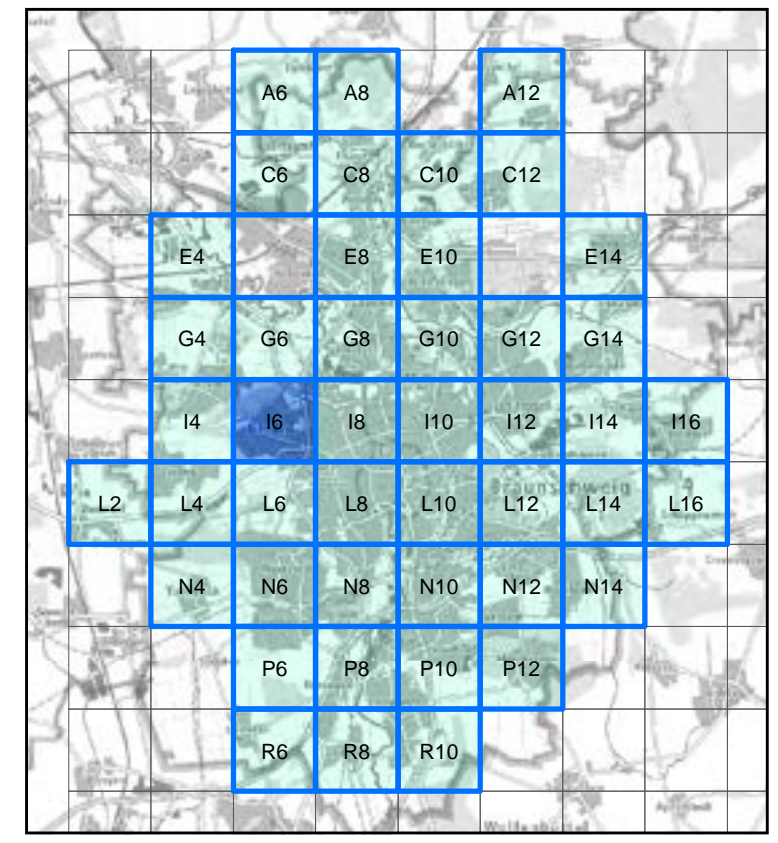 A6 A8 A12
C6 C8 C10 C12
E4 E8 E10 E14
G4 G6 G8 G10 G12 G14
I4 I6 I8 I10 I12 I14 I16
Braunschweig
L2 L4 L6 L8 L10 L12 L14 L16
N4 N6 N8 N10 N12 N14
P6 P8 P10 P12
R6 R8 R10
Wolfenbüttel